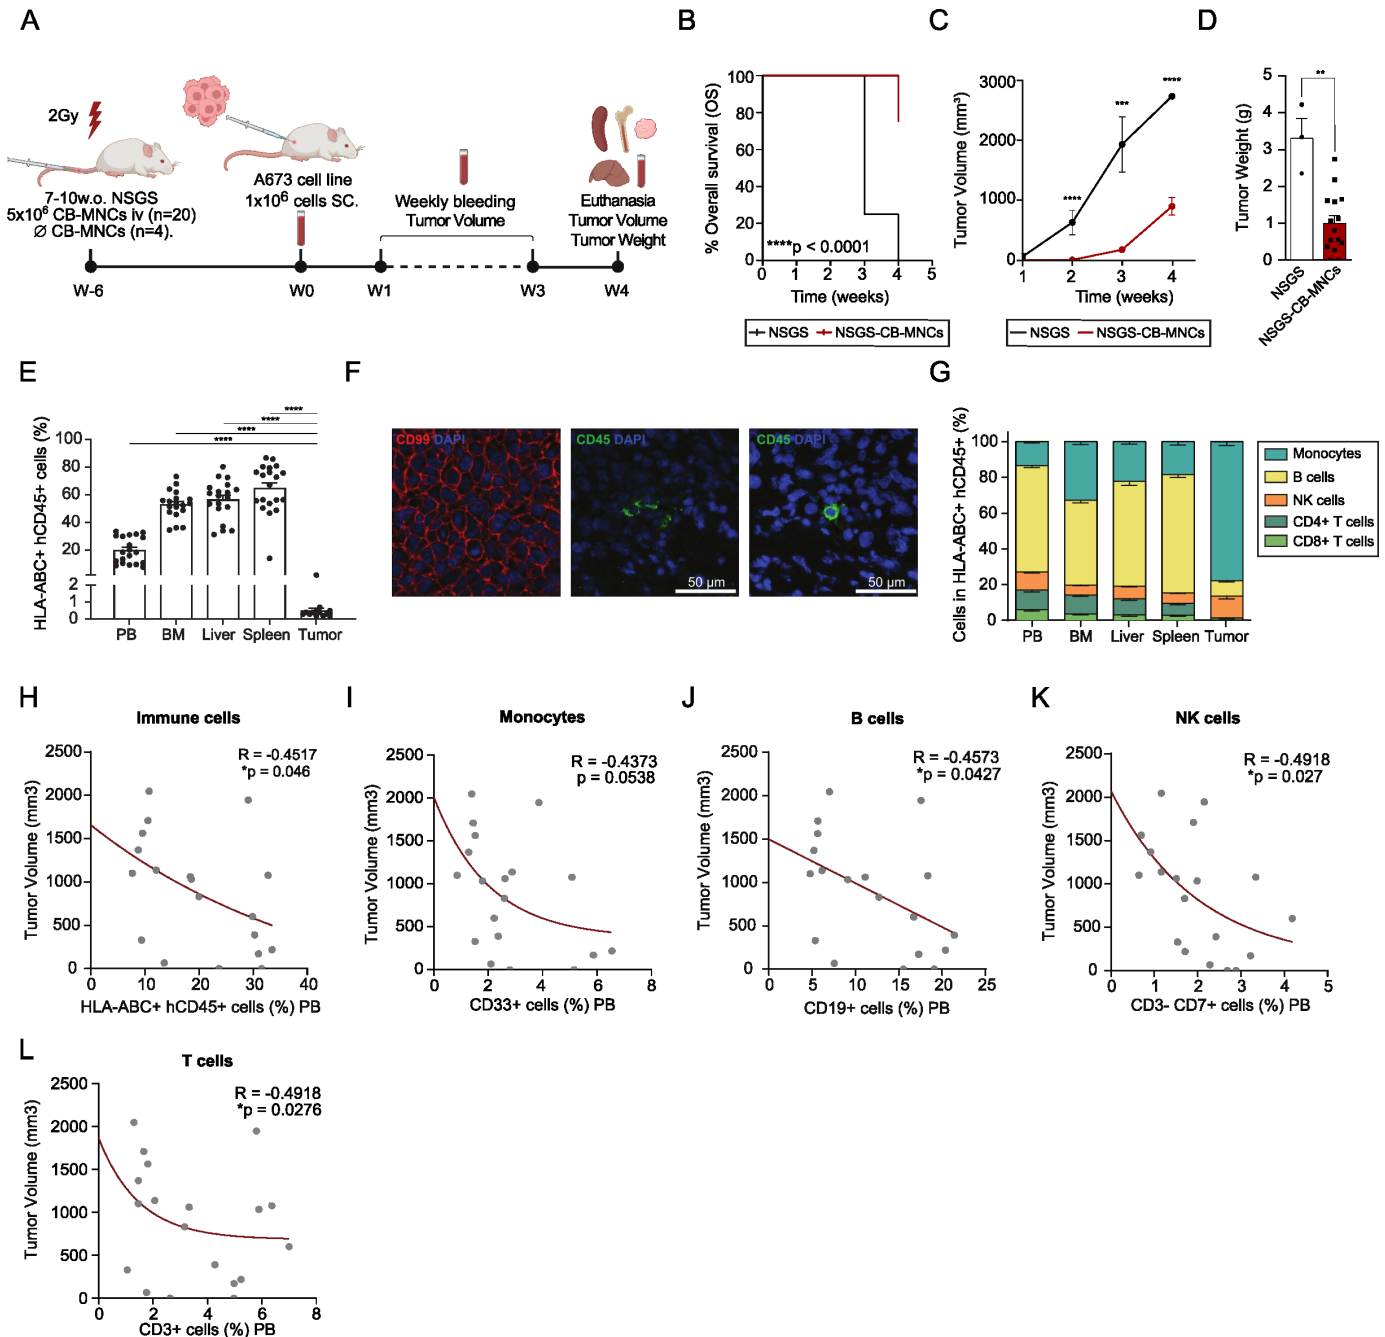 A
2Gy
7-10w.o. NSGS
5x10⁶ CB-MNCs iv (n=20)
Ø CB-MNCs (n=4).
A673 cell line
1x10⁶ cells SC.
Weekly bleeding
Tumor Volume
Euthanasia
Tumor Volume
Tumor Weight
W-6
W0
W1
W3
W4
B
% Overall survival (OS)
100
80
60
40
20
0
****p < 0.0001
0 1 2 3 4 5
Time (weeks)
NSGS NSGS-CB-MNCs
C
Tumor Volume (mm³)
3000
2000
1000
0
****
***
****
1 2 3 4
Time (weeks)
NSGS NSGS-CB-MNCs
D
Tumor Weight (g)
5
4
3
2
1
0
**
NSGS
NSGS-CB-MNCs
E
HLA-ABC+ hCD45+ cells (%)
100
80
60
40
20
2
1
0
****
****
****
****
PB BM Liver Spleen Tumor
F
CD99 DAPI
CD45 DAPI
50 µm
CD45 DAPI
50 µm
G
Cells in HLA-ABC+ hCD45+ (%)
100
80
60
40
20
0
PB BM Liver Spleen Tumor
Monocytes
B cells
NK cells
CD4+ T cells
CD8+ T cells
H
Immune cells
R = -0.4517
*p = 0.046
Tumor Volume (mm3)
2500
2000
1500
1000
500
0
0 10 20 30 40
HLA-ABC+ hCD45+ cells (%) PB
I
Monocytes
R = -0.4373
p = 0.0538
Tumor Volume (mm3)
2500
2000
1500
1000
500
0
0 2 4 6 8
CD33+ cells (%) PB
J
B cells
R = -0.4573
*p = 0.0427
Tumor Volume (mm3)
2500
2000
1500
1000
500
0
0 5 10 15 20 25
CD19+ cells (%) PB
K
NK cells
R = -0.4918
*p = 0.027
Tumor Volume (mm3)
2500
2000
1500
1000
500
0
0 1 2 3 4 5
CD3- CD7+ cells (%) PB
L
T cells
R = -0.4918
*p = 0.0276
Tumor Volume (mm3)
2500
2000
1500
1000
500
0
0 2 4 6 8
CD3+ cells (%) PB